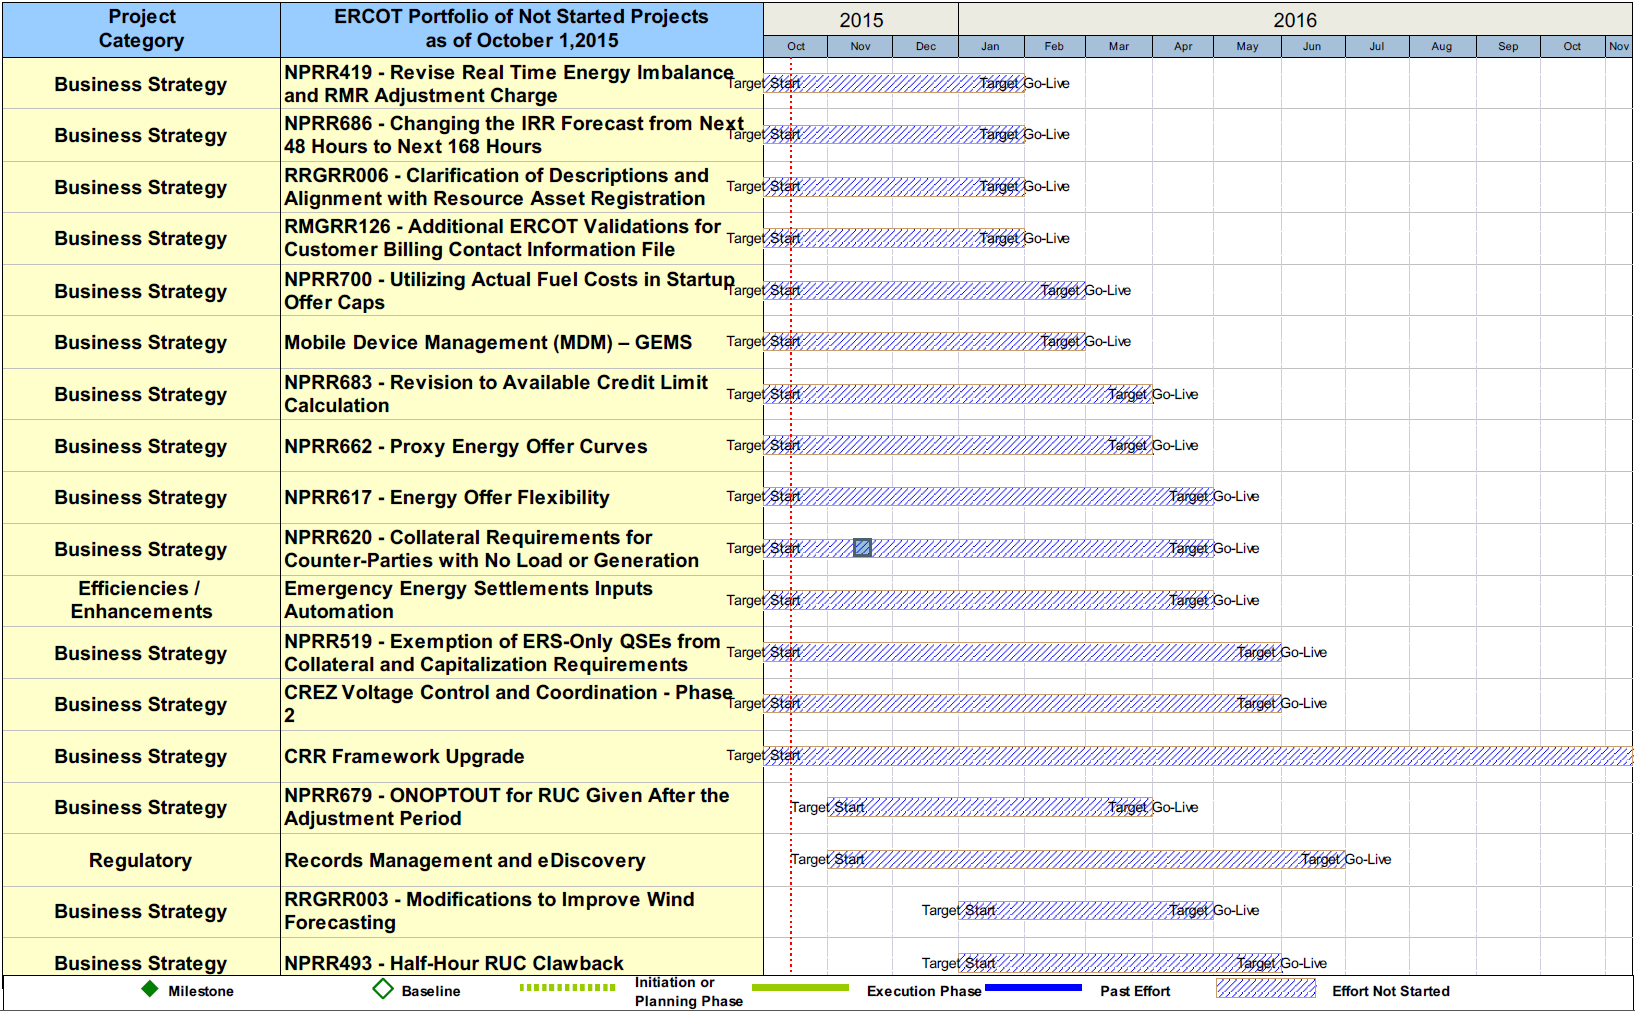 Project
Category
ERCOT Portfolio of Not Started Projects
as of October 1,2015
2015
2016
Oct
Nov
Dec
Jan
Feb
Mar
Apr
May
Jun
Jul
Aug
Sep
Oct
Nov
Business Strategy
NPRR419 - Revise Real Time Energy Imbalance
and RMR Adjustment Charge
Target Start
Target Go-Live
Business Strategy
NPRR686 - Changing the IRR Forecast from Next
48 Hours to Next 168 Hours
Target Start
Target Go-Live
Business Strategy
RRGRR006 - Clarification of Descriptions and
Alignment with Resource Asset Registration
Target Start
Target Go-Live
Business Strategy
RMGRR126 - Additional ERCOT Validations for
Customer Billing Contact Information File
Target Start
Target Go-Live
Business Strategy
NPRR700 - Utilizing Actual Fuel Costs in Startup
Offer Caps
Target Start
Target Go-Live
Business Strategy
Mobile Device Management (MDM) – GEMS
Target Start
Target Go-Live
Business Strategy
NPRR683 - Revision to Available Credit Limit
Calculation
Target Start
Target Go-Live
Business Strategy
NPRR662 - Proxy Energy Offer Curves
Target Start
Target Go-Live
Business Strategy
NPRR617 - Energy Offer Flexibility
Target Start
Target Go-Live
Business Strategy
NPRR620 - Collateral Requirements for
Counter-Parties with No Load or Generation
Target Start
Target Go-Live
Efficiencies /
Enhancements
Emergency Energy Settlements Inputs
Automation
Target Start
Target Go-Live
Business Strategy
NPRR519 - Exemption of ERS-Only QSEs from
Collateral and Capitalization Requirements
Target Start
Target Go-Live
Business Strategy
CREZ Voltage Control and Coordination - Phase
2
Target Start
Target Go-Live
Business Strategy
CRR Framework Upgrade
Target Start
Business Strategy
NPRR679 - ONOPTOUT for RUC Given After the
Adjustment Period
Target Start
Target Go-Live
Regulatory
Records Management and eDiscovery
Target Start
Target Go-Live
Business Strategy
RRGRR003 - Modifications to Improve Wind
Forecasting
Target Start
Target Go-Live
Business Strategy
NPRR493 - Half-Hour RUC Clawback
Target Start
Target Go-Live
Milestone
Baseline
Initiation or
Planning Phase
Execution Phase
Past Effort
Effort Not Started